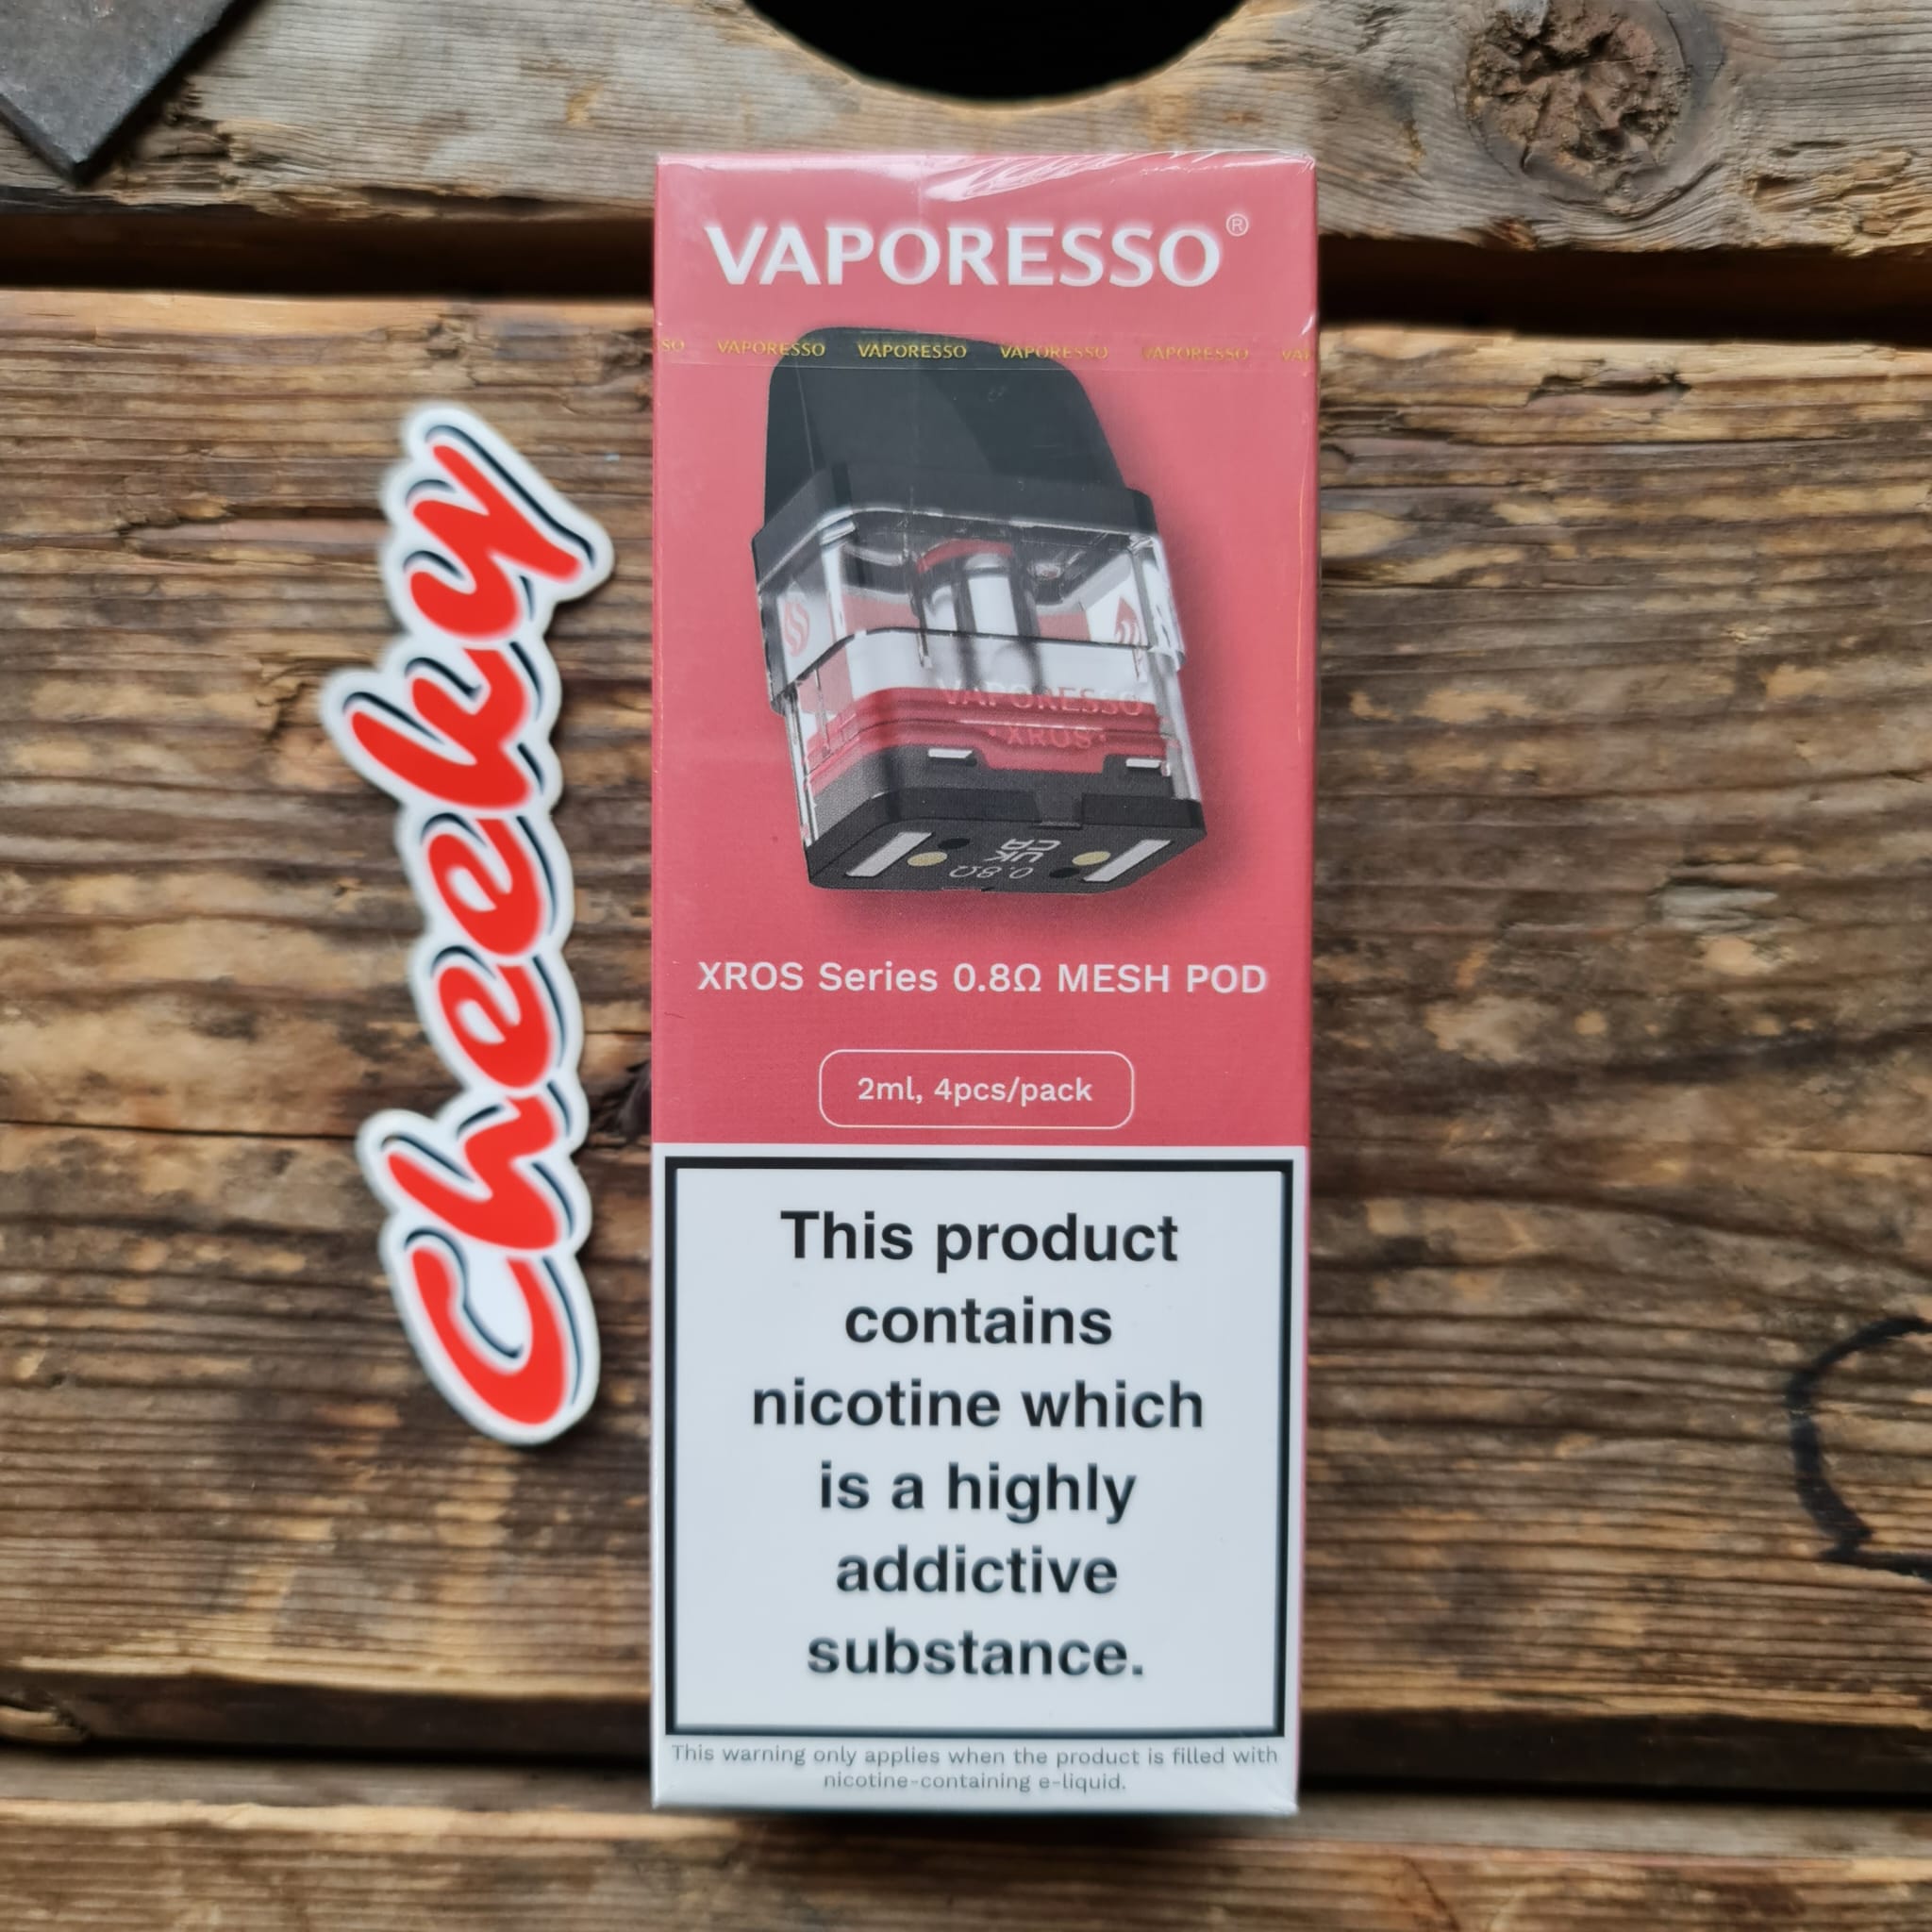 Cheeky
VAPORESSO®
SO VAPORESSO VAPORESSO VAPORESSO VAPORESSO VAP
VAPORESSO
• XROS •
UK
CA
0.8Ω
XROS Series 0.8Ω MESH POD
2ml, 4pcs/pack
This product
contains
nicotine which
is a highly
addictive
substance.
This warning only applies when the product is filled with
nicotine-containing e-liquid.